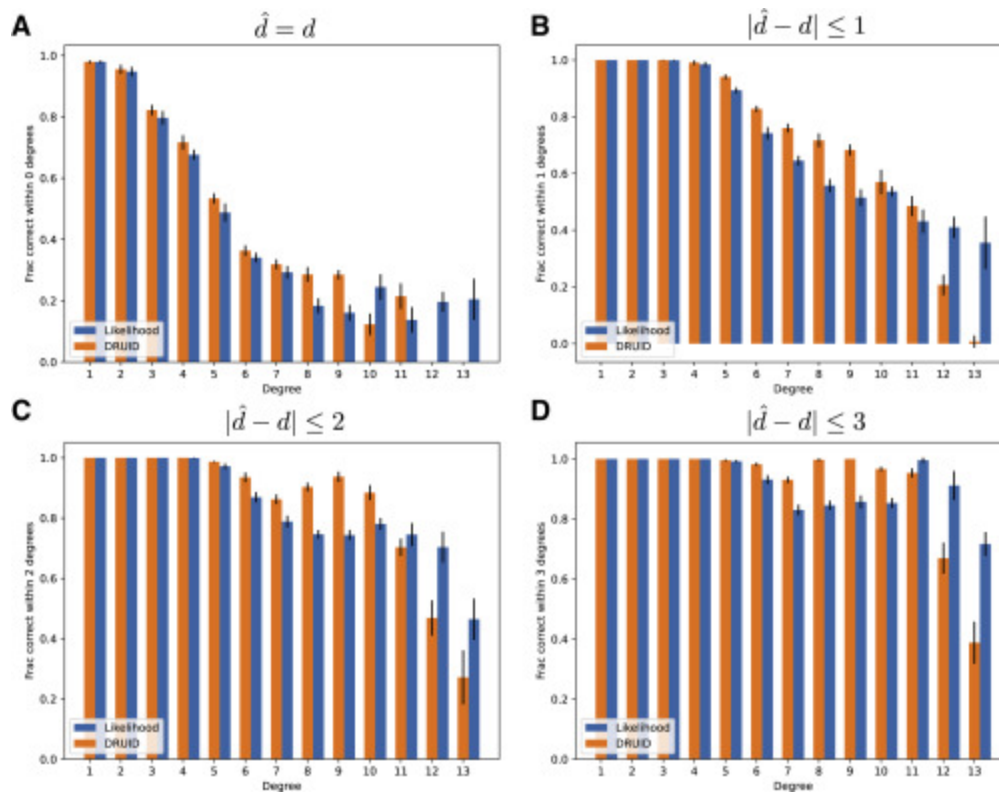 A
d̂ = d
Frac correct within 0 degrees
1.0
0.8
0.6
0.4
0.2
0.0
Likelihood
DRUID
1 2 3 4 5 6 7 8 9 10 11 12 13
Degree
B
|d̂ − d| ≤ 1
Frac correct within 1 degrees
1.0
0.8
0.6
0.4
0.2
0.0
Likelihood
DRUID
1 2 3 4 5 6 7 8 9 10 11 12 13
Degree
C
|d̂ − d| ≤ 2
Frac correct within 2 degrees
1.0
0.8
0.6
0.4
0.2
0.0
Likelihood
DRUID
1 2 3 4 5 6 7 8 9 10 11 12 13
Degree
D
|d̂ − d| ≤ 3
Frac correct within 3 degrees
1.0
0.8
0.6
0.4
0.2
0.0
Likelihood
DRUID
1 2 3 4 5 6 7 8 9 10 11 12 13
Degree